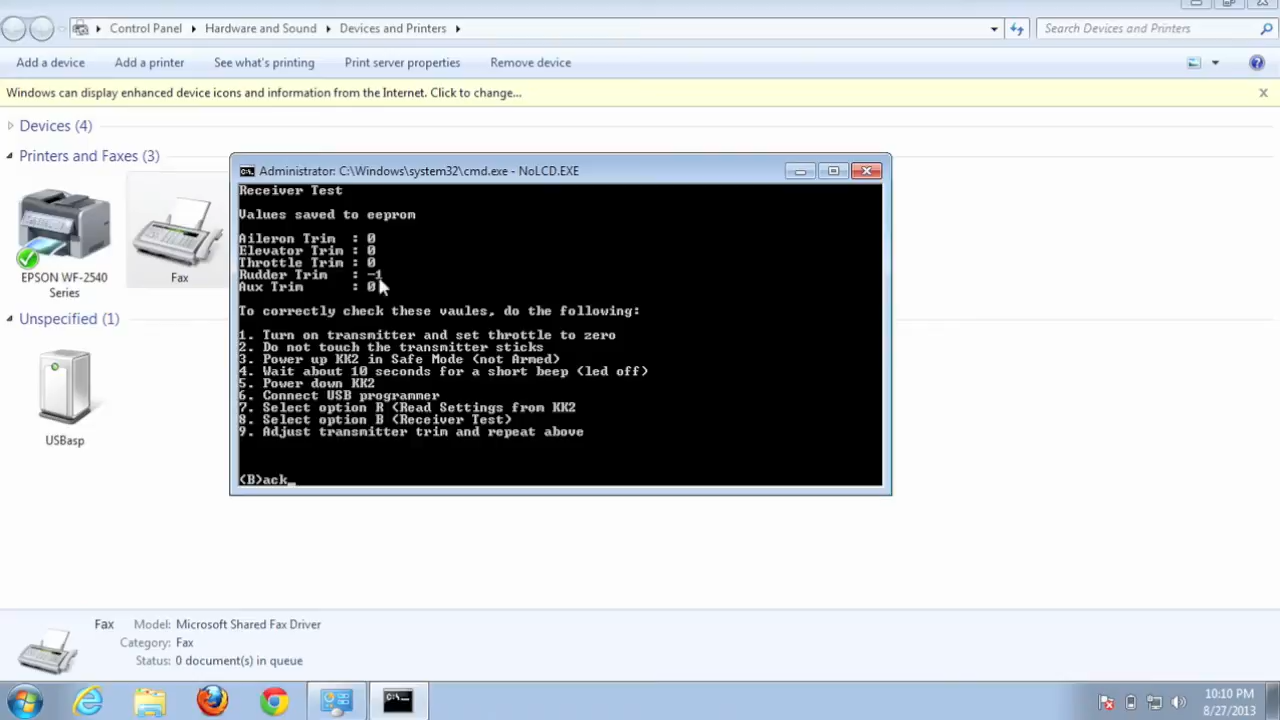 Control Panel Hardware and Sound Devices and Printers
Search Devices and Printers
Add a device Add a printer See what's printing Print server properties Remove device
Windows can display enhanced device icons and information from the Internet. Click to change...
Devices (4)
Printers and Faxes (3)
EPSON WF-2540
Series
Fax
Unspecified (1)
USBasp
Administrator: C:\Windows\system32\cmd.exe - NoLCD.EXE
Receiver Test
Values saved to eeprom
Aileron Trim : 0
Elevator Trim : 0
Throttle Trim : 0
Rudder Trim : -1
Aux Trim : 0
To correctly check these vaules, do the following:
1. Turn on transmitter and set throttle to zero
2. Do not touch the transmitter sticks
3. Power up KK2 in Safe Mode (not Armed)
4. Wait about 10 seconds for a short beep (led off)
5. Power down KK2
6. Connect USB programmer
7. Select option R (Read Settings from KK2
8. Select option B (Receiver Test)
9. Adjust transmitter trim and repeat above
(B)ack_
Fax Model: Microsoft Shared Fax Driver
Category: Fax
Status: 0 document(s) in queue
10:10 PM
8/27/2013